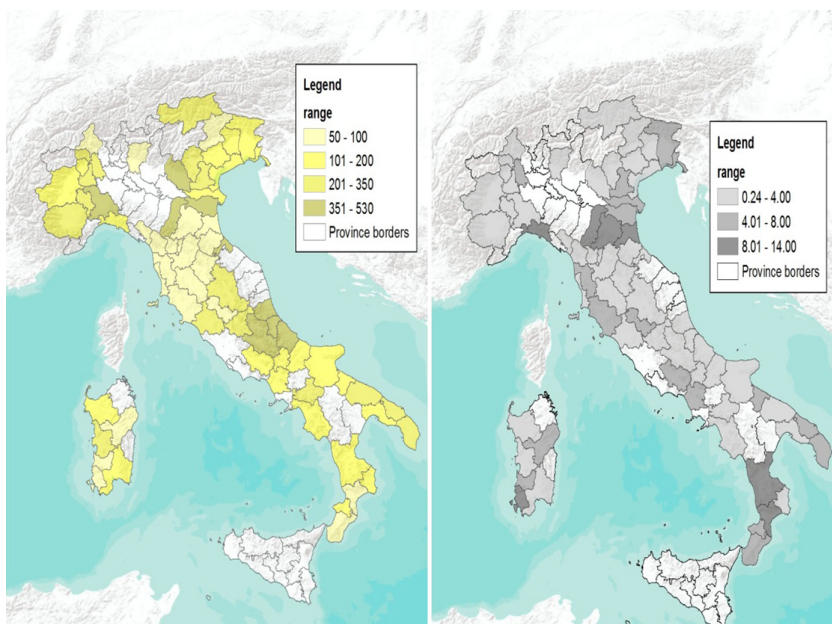 Legend
range
50 - 100
101 - 200
201 - 350
351 - 530
Province borders
Legend
range
0.24 - 4.00
4.01 - 8.00
8.01 - 14.00
Province borders